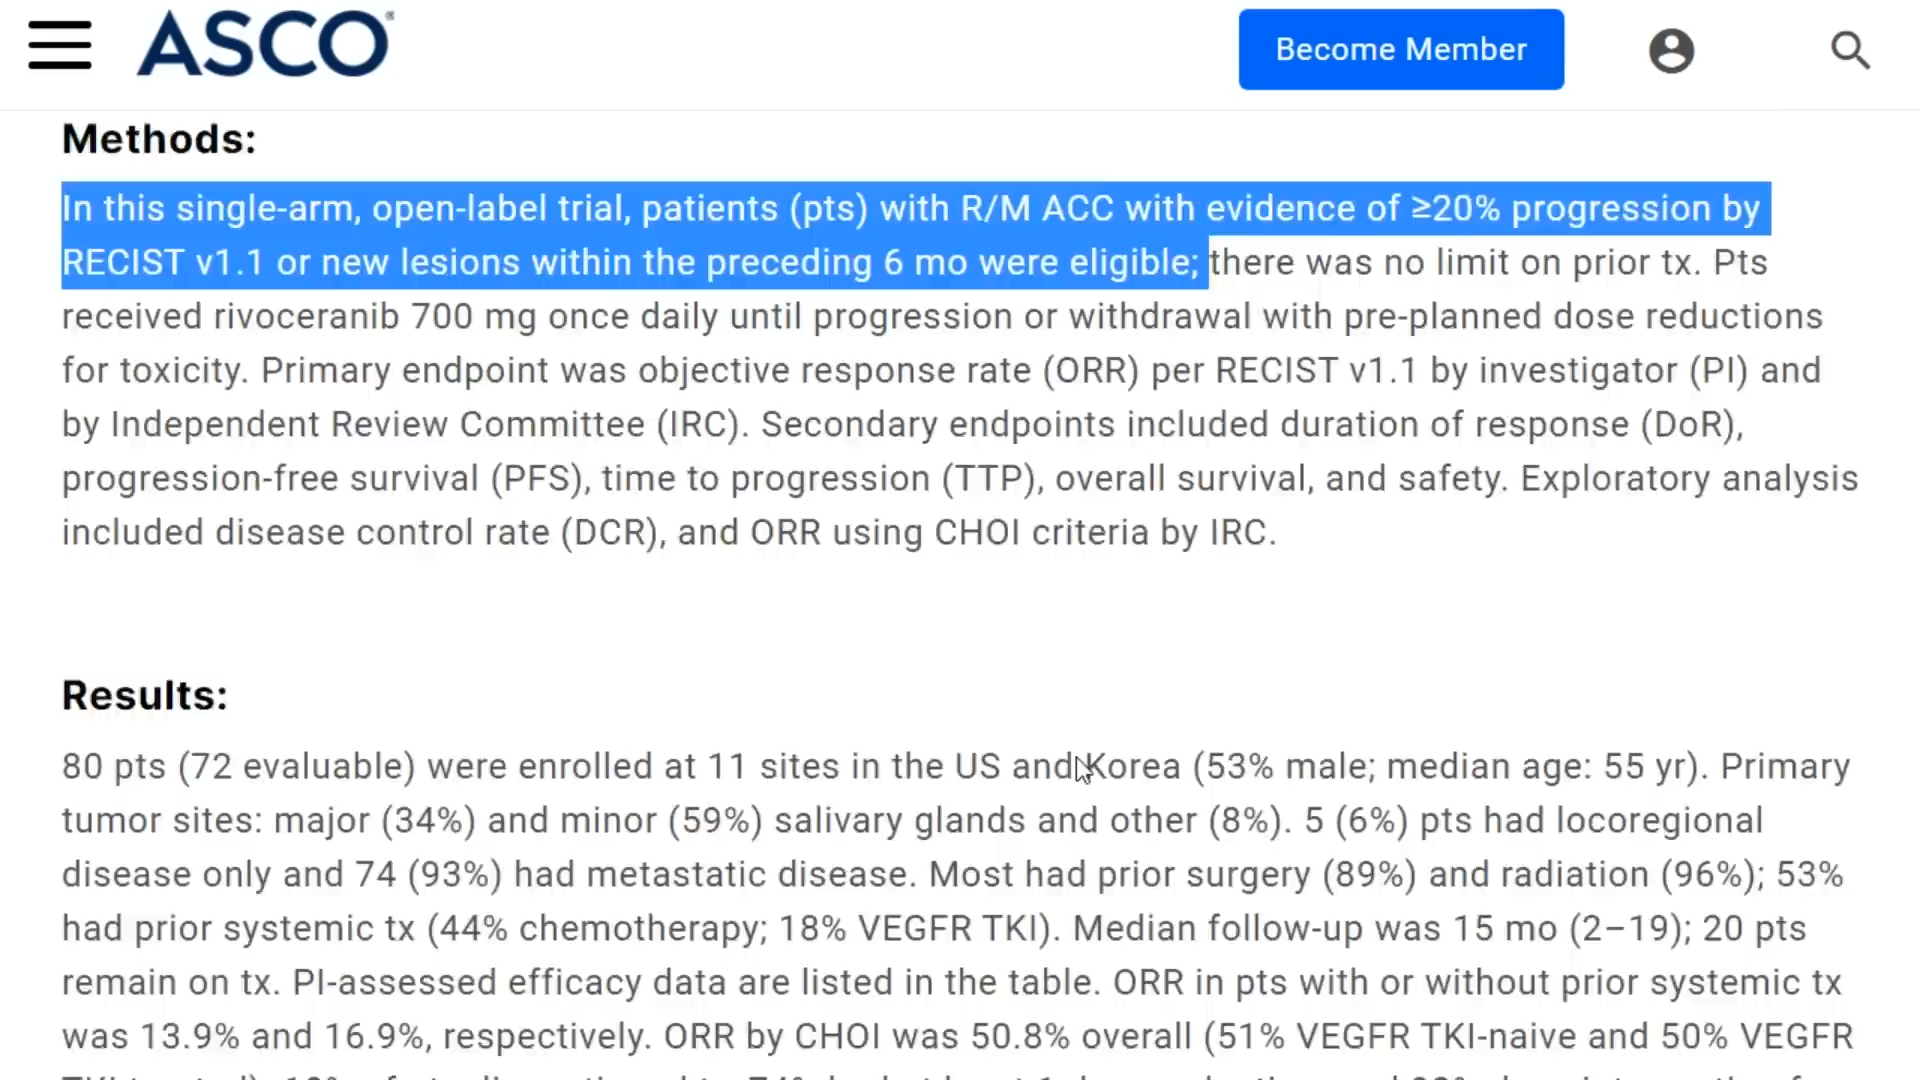 ASCO
Become Member
Methods:
In this single-arm, open-label trial, patients (pts) with R/M ACC with evidence of ≥20% progression by
RECIST v1.1 or new lesions within the preceding 6 mo were eligible; there was no limit on prior tx. Pts
received rivoceranib 700 mg once daily until progression or withdrawal with pre-planned dose reductions
for toxicity. Primary endpoint was objective response rate (ORR) per RECIST v1.1 by investigator (PI) and
by Independent Review Committee (IRC). Secondary endpoints included duration of response (DoR),
progression-free survival (PFS), time to progression (TTP), overall survival, and safety. Exploratory analysis
included disease control rate (DCR), and ORR using CHOI criteria by IRC.
Results:
80 pts (72 evaluable) were enrolled at 11 sites in the US and Korea (53% male; median age: 55 yr). Primary
tumor sites: major (34%) and minor (59%) salivary glands and other (8%). 5 (6%) pts had locoregional
disease only and 74 (93%) had metastatic disease. Most had prior surgery (89%) and radiation (96%); 53%
had prior systemic tx (44% chemotherapy; 18% VEGFR TKI). Median follow-up was 15 mo (2–19); 20 pts
remain on tx. PI-assessed efficacy data are listed in the table. ORR in pts with or without prior systemic tx
was 13.9% and 16.9%, respectively. ORR by CHOI was 50.8% overall (51% VEGFR TKI-naive and 50% VEGFR